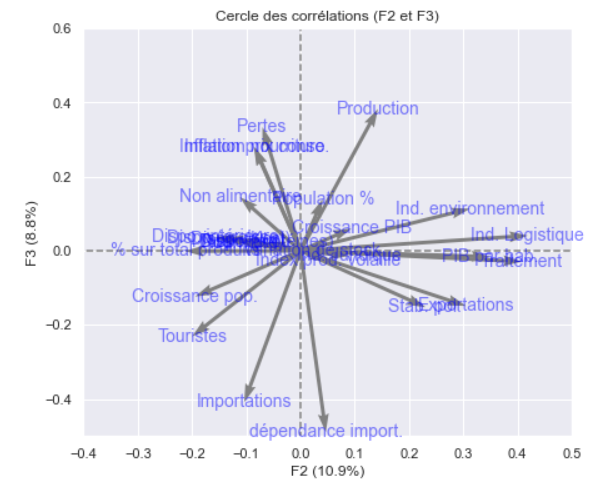 Cercle des corrélations (F2 et F3)
0.6
0.4
Production
Pertes
Inflation
Non alimentaire
0.2
Population %
Ind. environnement
Croissance PIB
Ind. Logistique
F3 (8.8%)
0.0
% sur total
PIB par hab.
Traitement
Croissance pop.
Stab. pol.
Exportations
−0.2
Touristes
−0.4
Importations
dépendance import.
−0.4
−0.3
−0.2
−0.1
0.0
0.1
0.2
0.3
0.4
0.5
F2 (10.9%)